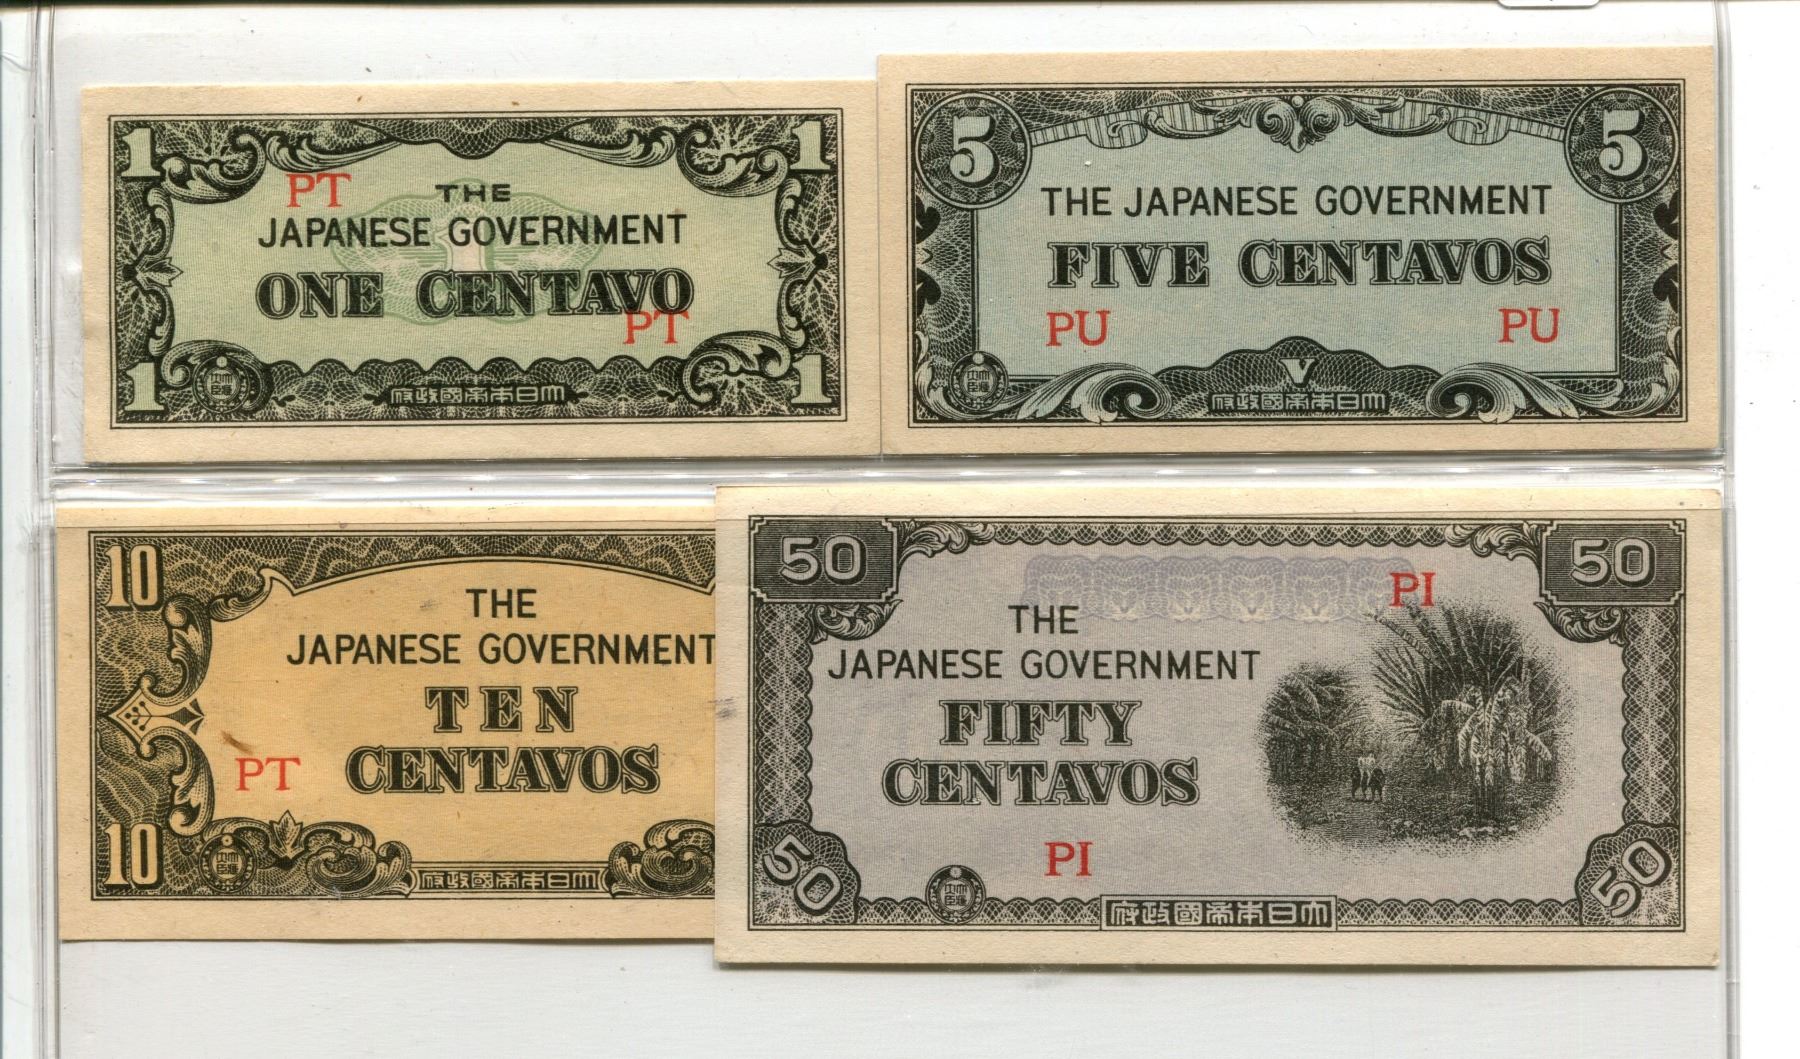 1 1
PT
THE
JAPANESE GOVERNMENT
ONE CENTAVO
PT
1 1
府政國帝本日大
5 5
THE JAPANESE GOVERNMENT
FIVE CENTAVOS
PU PU
V
府政國帝本日大
10
THE
JAPANESE GOVERNMENT
TEN
PT CENTAVOS
10
府政國帝本日大
50 50
PI
THE
JAPANESE GOVERNMENT
FIFTY
CENTAVOS
PI
50 50
府政國帝本日大